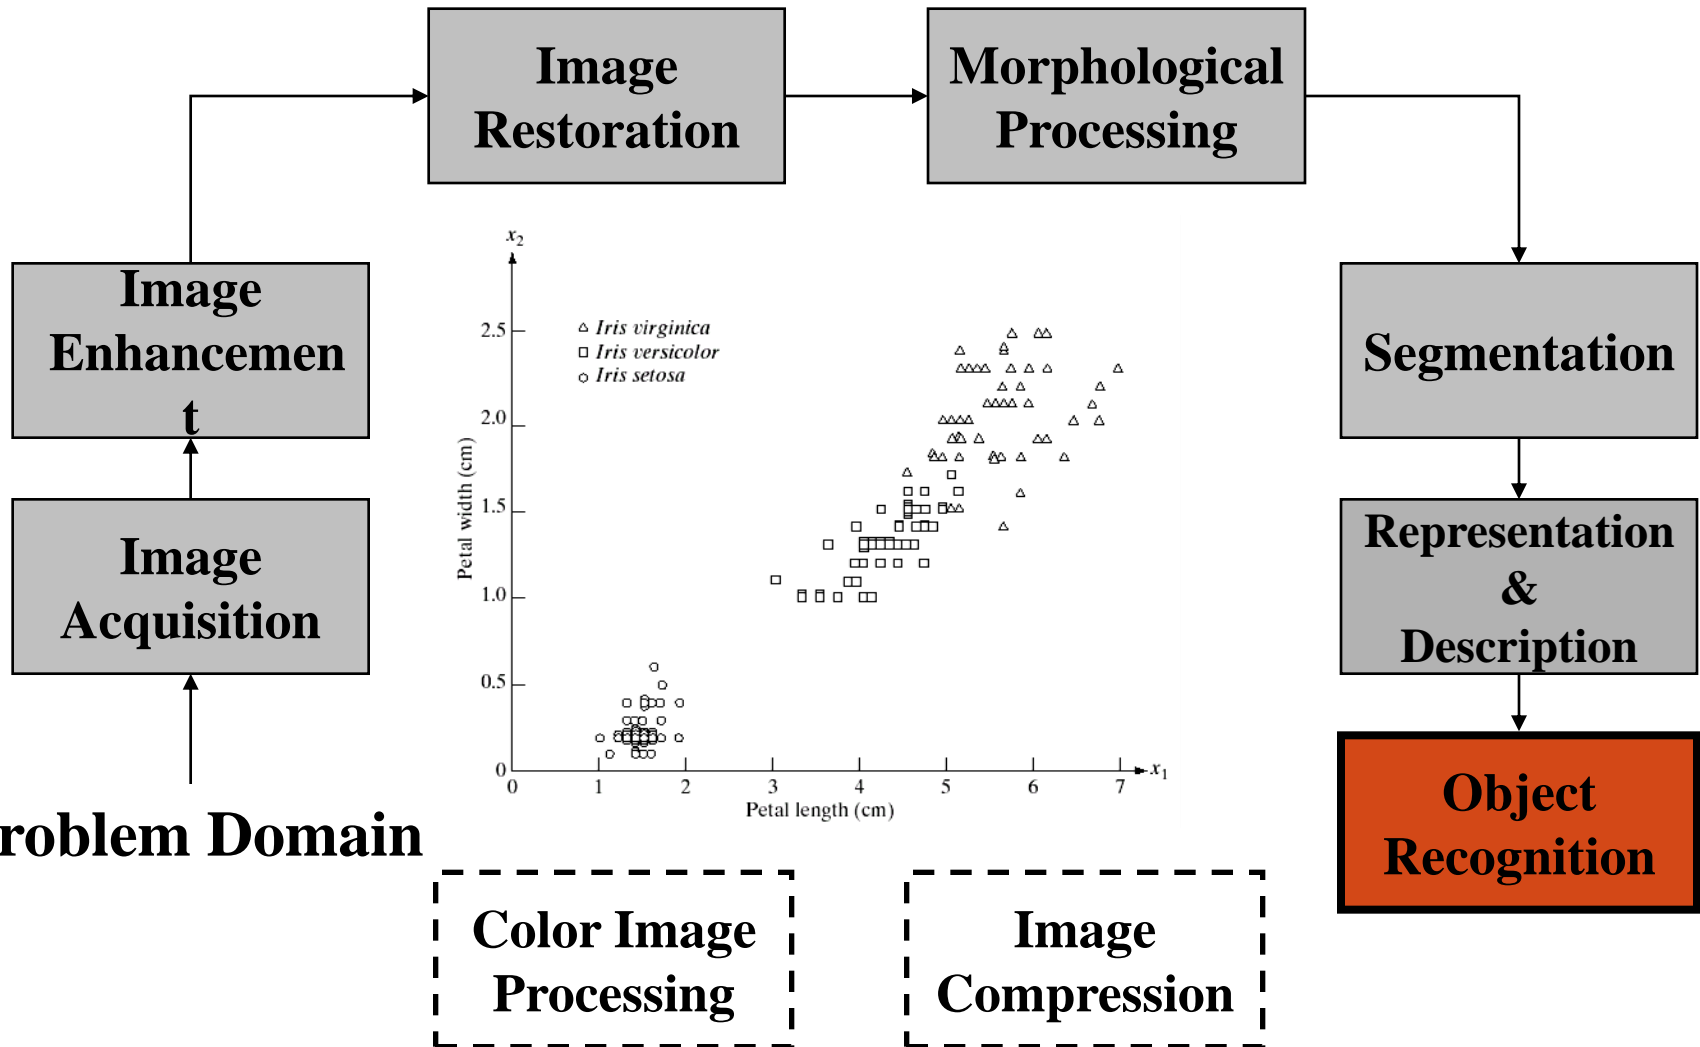 Image
Restoration
Morphological
Processing
Image
Enhancemen
t
Segmentation
Image
Acquisition
Representation
&
Description
Object
Recognition
roblem Domain
x2
2.5
2.0
1.5
1.0
0.5
0
Petal width (cm)
Iris virginica
Iris versicolor
Iris setosa
0 1 2 3 4 5 6 7 x1
Petal length (cm)
Color Image
Processing
Image
Compression